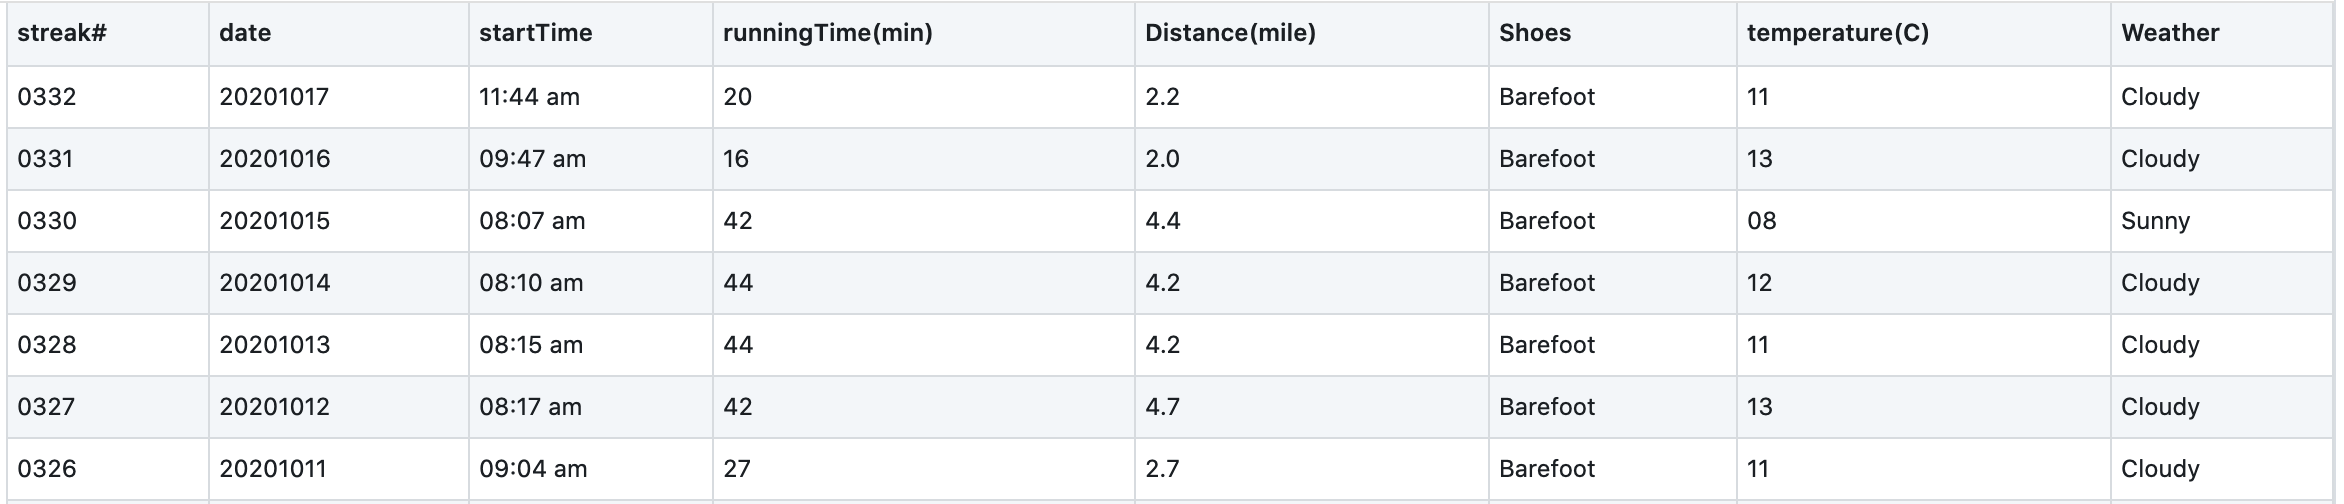 streak# date startTime runningTime(min) Distance(mile) Shoes temperature(C) Weather
0332 20201017 11:44 am 20 2.2 Barefoot 11 Cloudy
0331 20201016 09:47 am 16 2.0 Barefoot 13 Cloudy
0330 20201015 08:07 am 42 4.4 Barefoot 08 Sunny
0329 20201014 08:10 am 44 4.2 Barefoot 12 Cloudy
0328 20201013 08:15 am 44 4.2 Barefoot 11 Cloudy
0327 20201012 08:17 am 42 4.7 Barefoot 13 Cloudy
0326 20201011 09:04 am 27 2.7 Barefoot 11 Cloudy